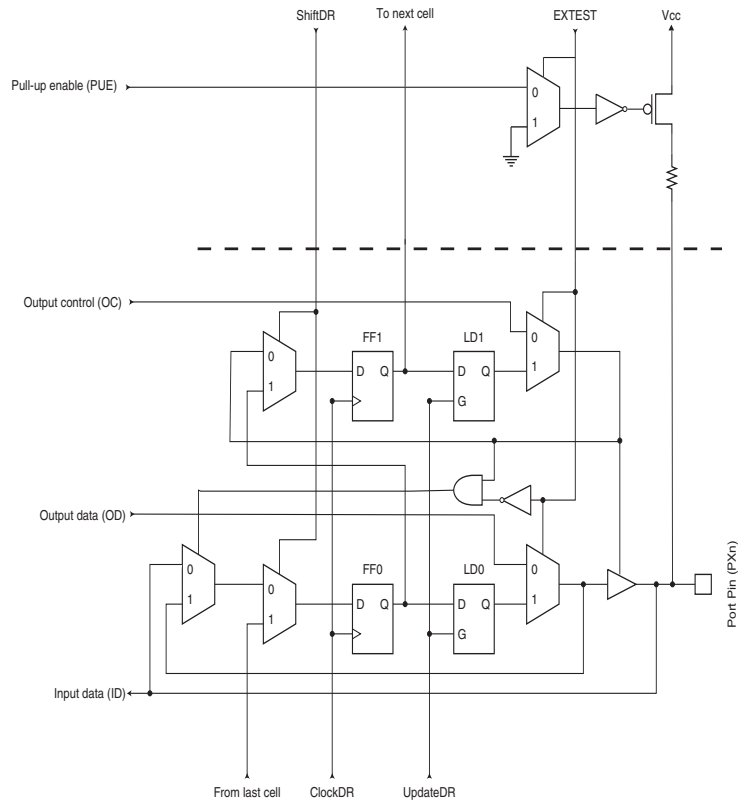 ShiftDR
To next cell
EXTEST
Vcc
Pull-up enable (PUE)
0
1
Output control (OC)
FF1
LD1
0
1
0
1
D Q
D Q
G
Output data (OD)
FF0
LD0
0
1
0
1
0
1
D Q
D Q
G
Port Pin (PXn)
Input data (ID)
From last cell
ClockDR
UpdateDR